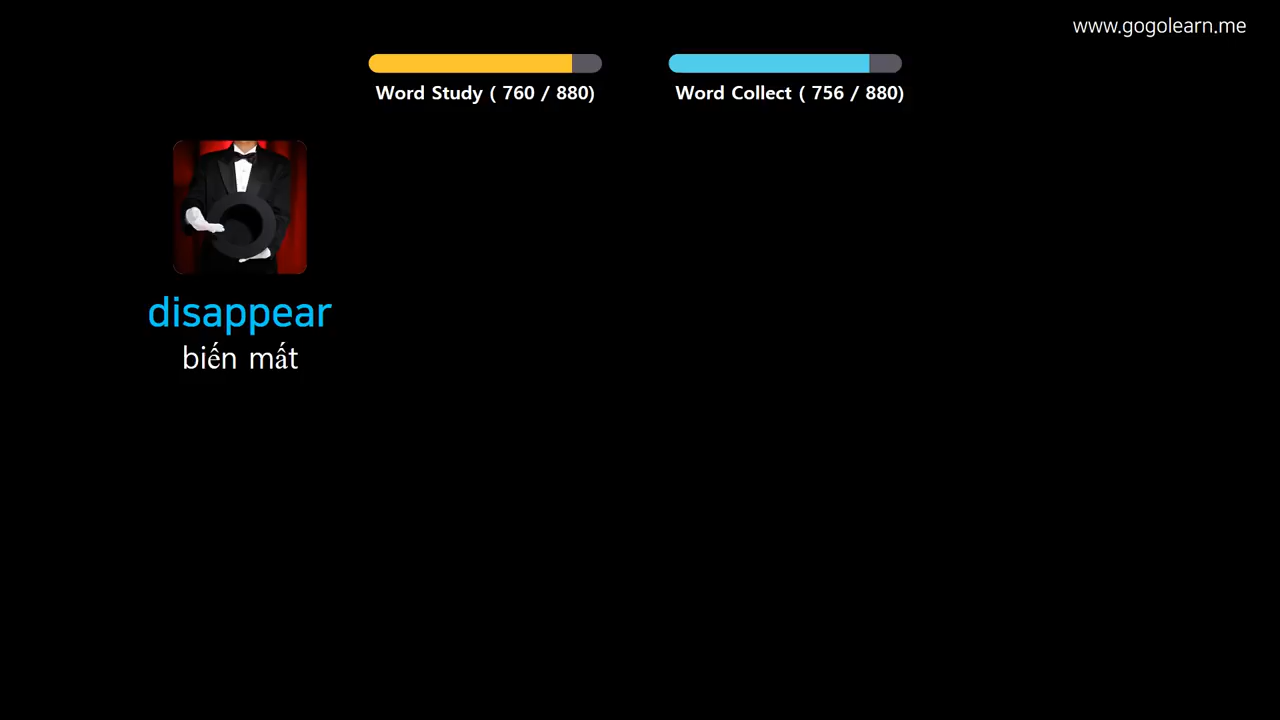 www.gogolearn.me
Word Study ( 760 / 880)
Word Collect ( 756 / 880)
disappear
biến mất